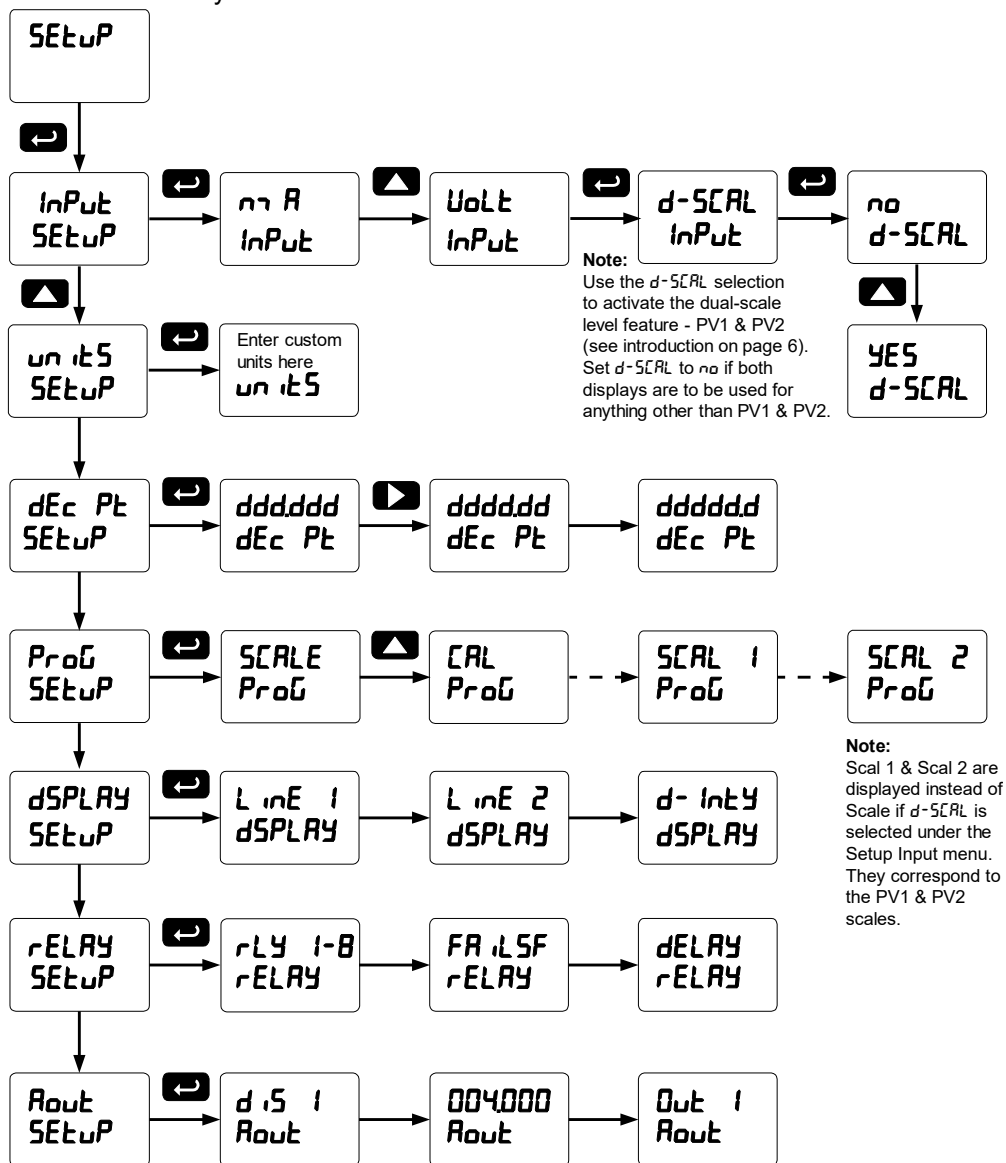 SEtuP
InPut
SEtuP
mA
InPut
VoLt
InPut
d-SCAL
InPut
no
d-SCAL
Note:
Use the d-SCAL selection
to activate the dual-scale
level feature - PV1 & PV2
(see introduction on page 6).
Set d-SCAL to no if both
displays are to be used for
anything other than PV1 & PV2.
YES
d-SCAL
unitS
SEtuP
Enter custom
units here
unitS
dEc Pt
SEtuP
ddd.ddd
dEc Pt
dddd.dd
dEc Pt
ddddd.d
dEc Pt
ProG
SEtuP
SCALE
ProG
CAL
ProG
SCAL 1
ProG
SCAL 2
ProG
Note:
Scal 1 & Scal 2 are
displayed instead of
Scale if d-SCAL is
selected under the
Setup Input menu.
They correspond to
the PV1 & PV2
scales.
dSPLAY
SEtuP
LinE 1
dSPLAY
LinE 2
dSPLAY
d-IntY
dSPLAY
rELAY
SEtuP
rLY 1-8
rELAY
FAiLSF
rELAY
dELAY
rELAY
Aout
SEtuP
diS 1
Aout
004.000
Aout
Out 1
Aout